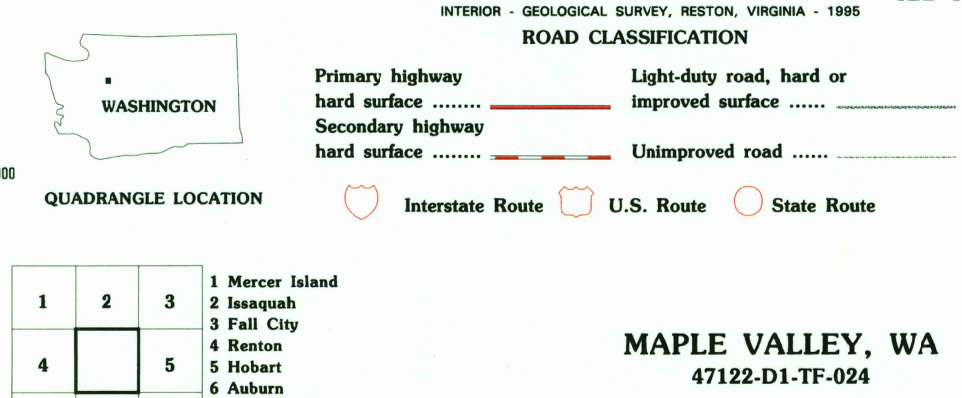 INTERIOR - GEOLOGICAL SURVEY, RESTON, VIRGINIA - 1995
ROAD CLASSIFICATION
Primary highway
hard surface ........
Light-duty road, hard or
improved surface ......
Secondary highway
hard surface ........
Unimproved road ......
WASHINGTON
QUADRANGLE LOCATION
Interstate Route
U.S. Route
State Route
1 2 3
4 5
1 Mercer Island
2 Issaquah
3 Fall City
4 Renton
5 Hobart
6 Auburn
MAPLE VALLEY, WA
47122-D1-TF-024